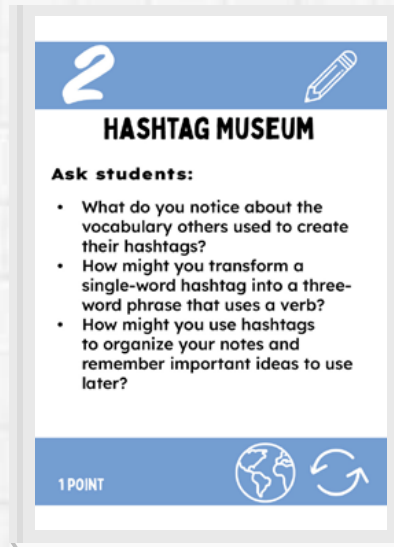 2
HASHTAG MUSEUM
Ask students:
• What do you notice about the
vocabulary others used to create
their hashtags?
• How might you transform a
single-word hashtag into a three-
word phrase that uses a verb?
• How might you use hashtags
to organize your notes and
remember important ideas to use
later?
1 POINT